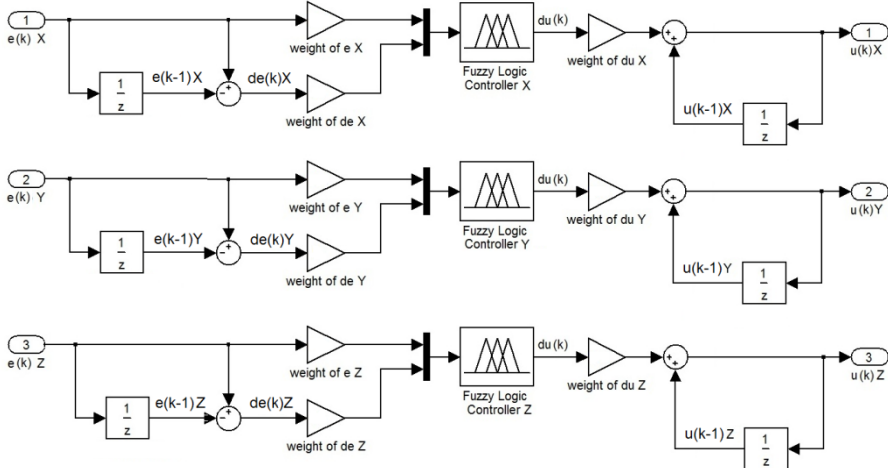 1
e(k) X
1
z
e(k-1)X
de(k)X
weight of e X
weight of de X
Fuzzy Logic
Controller X
du(k)
weight of du X
u(k-1)X
1
z
1
u(k)X
2
e(k) Y
1
z
e(k-1)Y
de(k)Y
weight of e Y
weight of de Y
Fuzzy Logic
Controller Y
du(k)
weight of du Y
u(k-1)Y
1
z
2
u(k)Y
3
e(k) Z
1
z
e(k-1)Z
de(k)Z
weight of e Z
weight of de Z
Fuzzy Logic
Controller Z
du(k)
weight of du Z
u(k-1)Z
1
z
3
u(k)Z